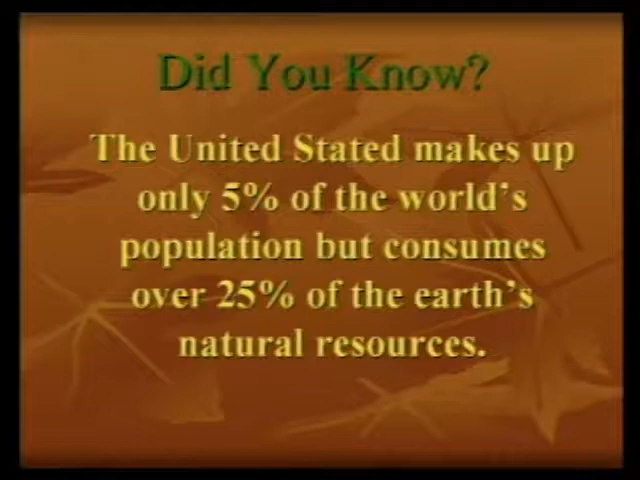 Did You Know?
The United Stated makes up
only 5% of the world's
population but consumes
over 25% of the earth's
natural resources.